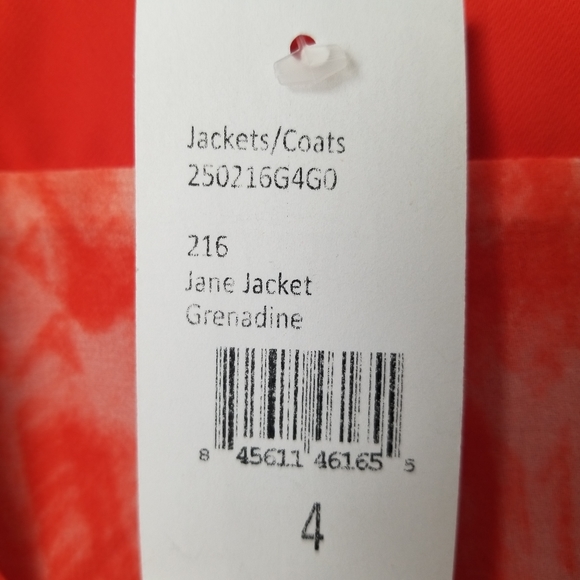 Jackets/Coats
250216G4G0
216
Jane Jacket
Grenadine
8 45611 46165 5
4